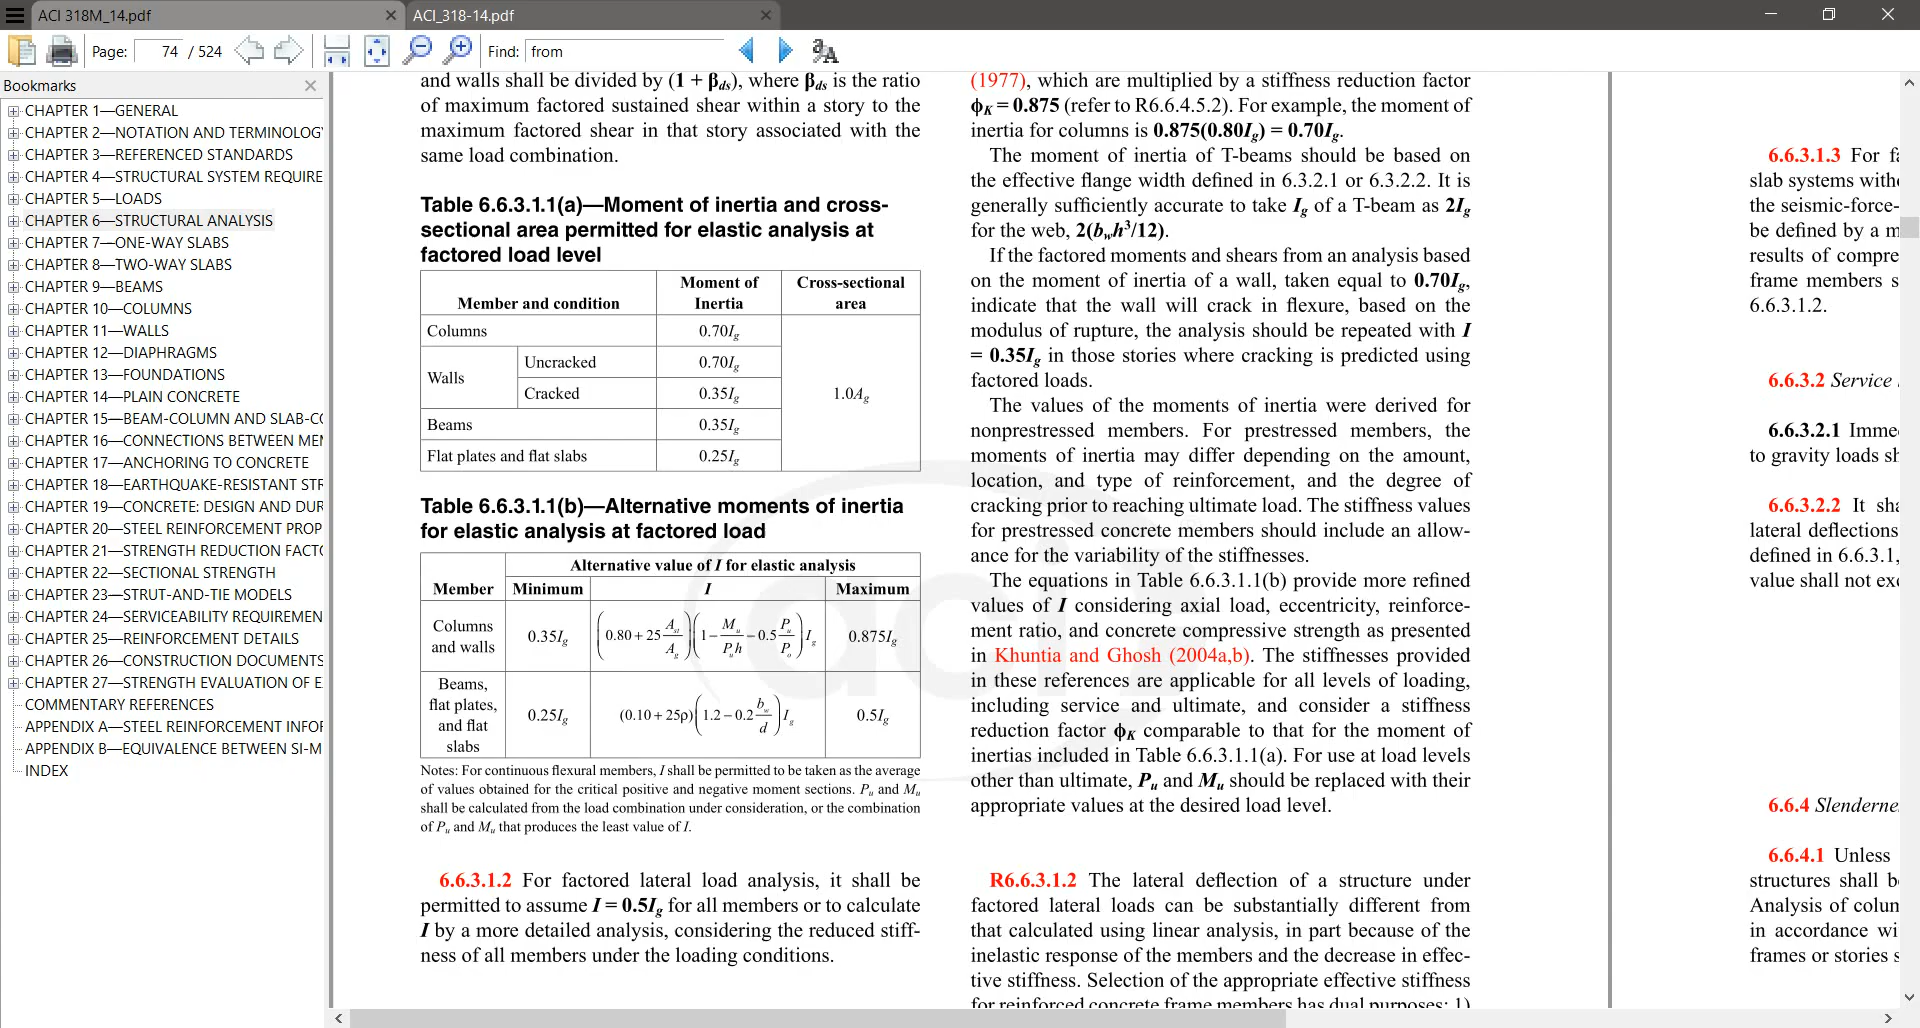 ACI 318M_14.pdf
ACI_318-14.pdf
Page: 74 / 524
Find: from
Bookmarks
CHAPTER 1—GENERAL
CHAPTER 2—NOTATION AND TERMINOLOG
CHAPTER 3—REFERENCED STANDARDS
CHAPTER 4—STRUCTURAL SYSTEM REQUIRE
CHAPTER 5—LOADS
CHAPTER 6—STRUCTURAL ANALYSIS
CHAPTER 7—ONE-WAY SLABS
CHAPTER 8—TWO-WAY SLABS
CHAPTER 9—BEAMS
CHAPTER 10—COLUMNS
CHAPTER 11—WALLS
CHAPTER 12—DIAPHRAGMS
CHAPTER 13—FOUNDATIONS
CHAPTER 14—PLAIN CONCRETE
CHAPTER 15—BEAM-COLUMN AND SLAB-C
CHAPTER 16—CONNECTIONS BETWEEN ME
CHAPTER 17—ANCHORING TO CONCRETE
CHAPTER 18—EARTHQUAKE-RESISTANT STR
CHAPTER 19—CONCRETE: DESIGN AND DUR
CHAPTER 20—STEEL REINFORCEMENT PROP
CHAPTER 21—STRENGTH REDUCTION FACT
CHAPTER 22—SECTIONAL STRENGTH
CHAPTER 23—STRUT-AND-TIE MODELS
CHAPTER 24—SERVICEABILITY REQUIREMEN
CHAPTER 25—REINFORCEMENT DETAILS
CHAPTER 26—CONSTRUCTION DOCUMENTS
CHAPTER 27—STRENGTH EVALUATION OF E
COMMENTARY REFERENCES
APPENDIX A—STEEL REINFORCEMENT INFO
APPENDIX B—EQUIVALENCE BETWEEN SI-M
INDEX
and walls shall be divided by (1 + βds), where βds is the ratio
of maximum factored sustained shear within a story to the
maximum factored shear in that story associated with the
same load combination.
Table 6.6.3.1.1(a)—Moment of inertia and cross-
sectional area permitted for elastic analysis at
factored load level
Member and condition | Moment of Inertia | Cross-sectional area
Columns 0.70Ig
Walls Uncracked 0.70Ig
Cracked 0.35Ig 1.0Ag
Beams 0.35Ig
Flat plates and flat slabs 0.25Ig
Table 6.6.3.1.1(b)—Alternative moments of inertia
for elastic analysis at factored load
Alternative value of I for elastic analysis
Member Minimum I Maximum
Columns and walls 0.35Ig (0.80 + 25 Ast/Ag)(1 − Mu/Puh − 0.5 Pu/Po)Ig 0.875Ig
Beams, flat plates, and flat slabs 0.25Ig (0.10 + 25ρ)(1.2 − 0.2 bw/d)Ig 0.5Ig
Notes: For continuous flexural members, I shall be permitted to be taken as the average
of values obtained for the critical positive and negative moment sections. Pu and Mu
shall be calculated from the load combination under consideration, or the combination
of Pu and Mu that produces the least value of I.
6.6.3.1.2 For factored lateral load analysis, it shall be
permitted to assume I = 0.5Ig for all members or to calculate
I by a more detailed analysis, considering the reduced stiff-
ness of all members under the loading conditions.
(1977), which are multiplied by a stiffness reduction factor
ϕK = 0.875 (refer to R6.6.4.5.2). For example, the moment of
inertia for columns is 0.875(0.80Ig) = 0.70Ig.
The moment of inertia of T-beams should be based on
the effective flange width defined in 6.3.2.1 or 6.3.2.2. It is
generally sufficiently accurate to take Ig of a T-beam as 2Ig
for the web, 2(bwh³/12).
If the factored moments and shears from an analysis based
on the moment of inertia of a wall, taken equal to 0.70Ig,
indicate that the wall will crack in flexure, based on the
modulus of rupture, the analysis should be repeated with I
= 0.35Ig in those stories where cracking is predicted using
factored loads.
The values of the moments of inertia were derived for
nonprestressed members. For prestressed members, the
moments of inertia may differ depending on the amount,
location, and type of reinforcement, and the degree of
cracking prior to reaching ultimate load. The stiffness values
for prestressed concrete members should include an allow-
ance for the variability of the stiffnesses.
The equations in Table 6.6.3.1.1(b) provide more refined
values of I considering axial load, eccentricity, reinforce-
ment ratio, and concrete compressive strength as presented
in Khuntia and Ghosh (2004a,b). The stiffnesses provided
in these references are applicable for all levels of loading,
including service and ultimate, and consider a stiffness
reduction factor ϕK comparable to that for the moment of
inertias included in Table 6.6.3.1.1(a). For use at load levels
other than ultimate, Pu and Mu should be replaced with their
appropriate values at the desired load level.
R6.6.3.1.2 The lateral deflection of a structure under
factored lateral loads can be substantially different from
that calculated using linear analysis, in part because of the
inelastic response of the members and the decrease in effec-
tive stiffness. Selection of the appropriate effective stiffness
for reinforced concrete frame members has dual purposes: 1)
6.6.3.1.3 For fa
slab systems with
the seismic-force-
be defined by a m
results of compre
frame members s
6.6.3.1.2.
6.6.3.2 Service
6.6.3.2.1 Imme
to gravity loads sh
6.6.3.2.2 It sha
lateral deflections
defined in 6.6.3.1,
value shall not ex
6.6.4 Slenderne
6.6.4.1 Unless
structures shall b
Analysis of colum
in accordance wi
frames or stories s
aci